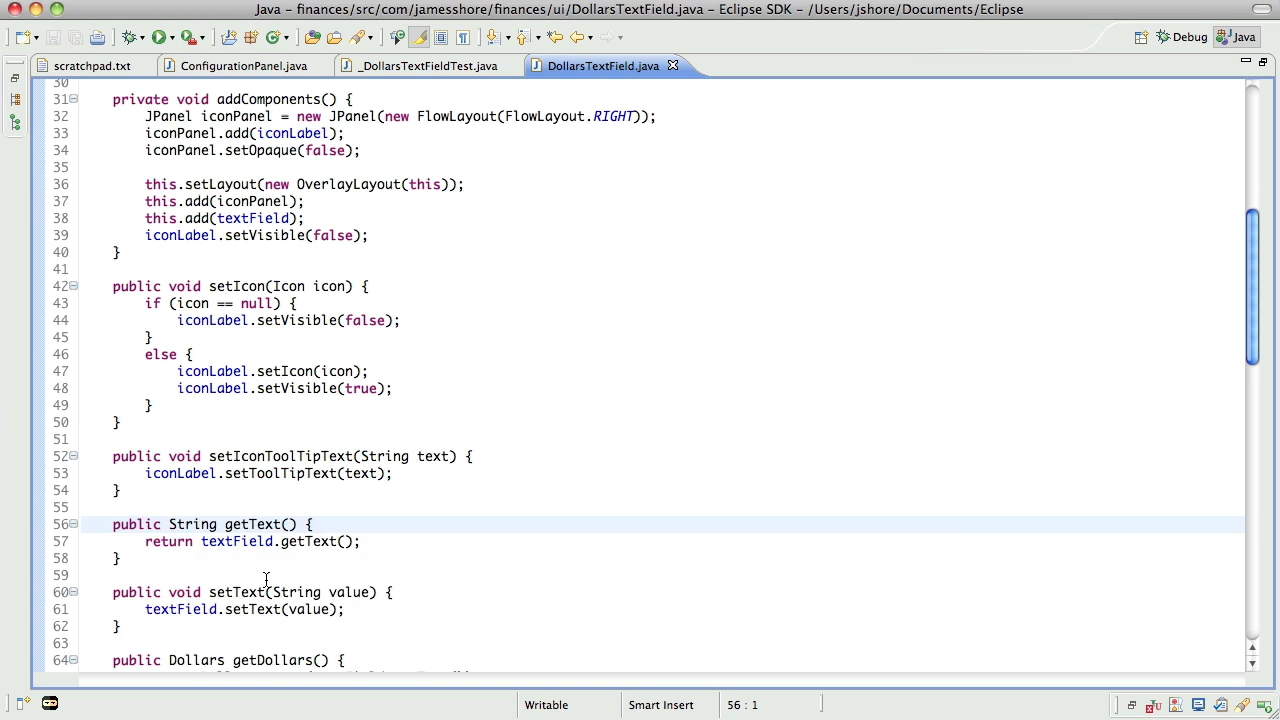 Java – finances/src/com/jamesshore/finances/ui/DollarsTextField.java – Eclipse SDK – /Users/jshore/Documents/Eclipse
Debug
Java
scratchpad.txt
ConfigurationPanel.java
_DollarsTextFieldTest.java
DollarsTextField.java
30
31 private void addComponents() {
32 JPanel iconPanel = new JPanel(new FlowLayout(FlowLayout.RIGHT));
33 iconPanel.add(iconLabel);
34 iconPanel.setOpaque(false);
35
36 this.setLayout(new OverlayLayout(this));
37 this.add(iconPanel);
38 this.add(textField);
39 iconLabel.setVisible(false);
40 }
41
42 public void setIcon(Icon icon) {
43 if (icon == null) {
44 iconLabel.setVisible(false);
45 }
46 else {
47 iconLabel.setIcon(icon);
48 iconLabel.setVisible(true);
49 }
50 }
51
52 public void setIconToolTipText(String text) {
53 iconLabel.setToolTipText(text);
54 }
55
56 public String getText() {
57 return textField.getText();
58 }
59
60 public void setText(String value) {
61 textField.setText(value);
62 }
63
64 public Dollars getDollars() {
Writable
Smart Insert
56 : 1